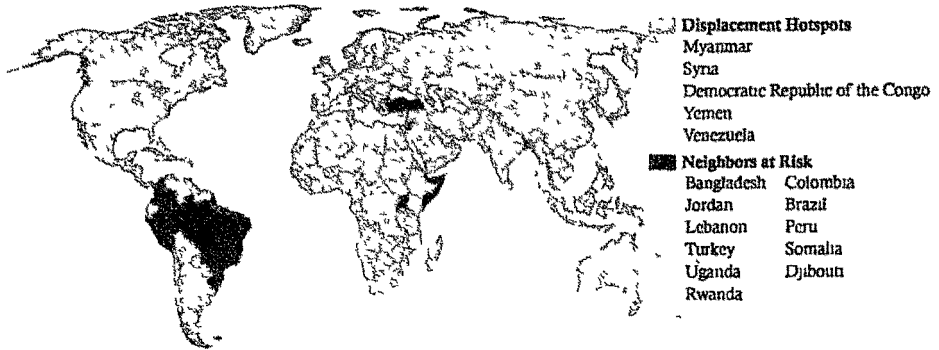 Displacement Hotspots
Myanmar
Syria
Democratic Republic of the Congo
Yemen
Venezuela
Neighbors at Risk
Bangladesh Colombia
Jordan Brazil
Lebanon Peru
Turkey Somalia
Uganda Djibouti
Rwanda